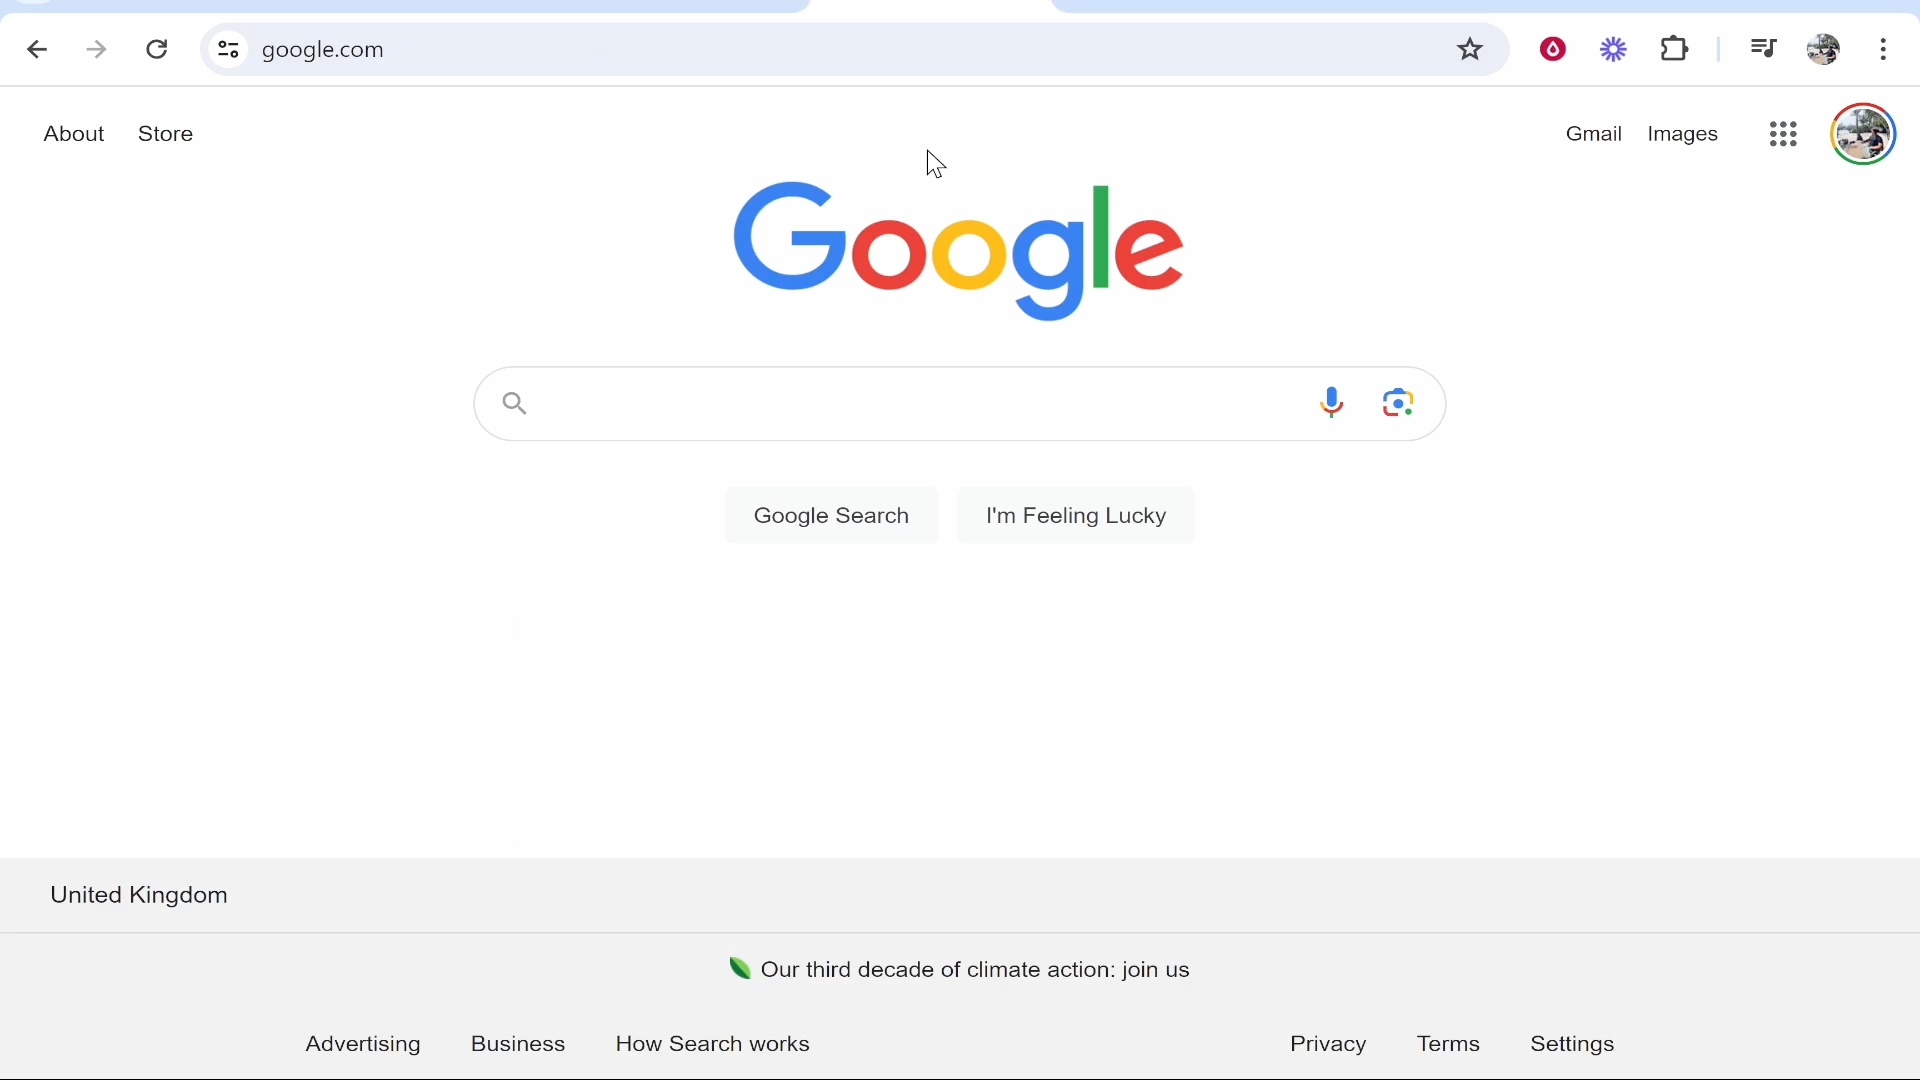 google.com
About Store Gmail Images
Google
Google Search I'm Feeling Lucky
United Kingdom
Our third decade of climate action: join us
Advertising Business How Search works Privacy Terms Settings